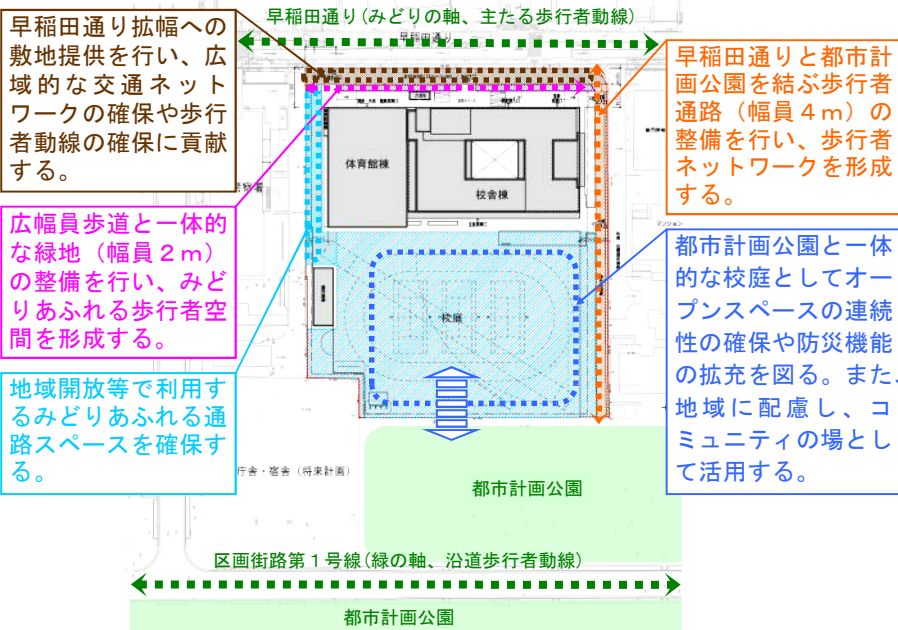 早稲田通り(みどりの軸、主たる歩行者動線)
早稲田通り
早稲田通り拡幅への
敷地提供を行い、広
域的な交通ネット
ワークの確保や歩行
者動線の確保に貢献
する。
広幅員歩道と一体的
な緑地（幅員２ｍ）
の整備を行い、みど
りあふれる歩行者空
間を形成する。
地域開放等で利用す
るみどりあふれる通
路スペースを確保す
る。
体育館棟
校舎棟
校庭
早稲田通りと都市計
画公園を結ぶ歩行者
通路（幅員４ｍ）の
整備を行い、歩行者
ネットワークを形成
する。
マンション
都市計画公園と一体
的な校庭としてオー
プンスペースの連続
性の確保や防災機能
の拡充を図る。また、
地域に配慮し、コ
ミュニティの場とし
て活用する。
庁舎・宿舎（将来計画）
都市計画公園
区画街路第１号線(緑の軸、沿道歩行者動線)
都市計画公園